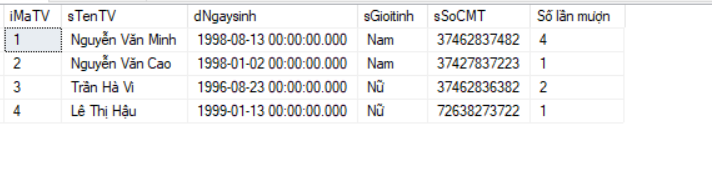 iMaTV sTenTV dNgaysinh sGioitinh sSoCMT Số lần mượn
1 Nguyễn Văn Minh 1998-08-13 00:00:00.000 Nam 37462837482 4
2 Nguyễn Văn Cao 1998-01-02 00:00:00.000 Nam 37427837223 1
3 Trần Hà Vi 1996-08-23 00:00:00.000 Nữ 37462836382 2
4 Lê Thị Hậu 1999-01-13 00:00:00.000 Nữ 72638273722 1